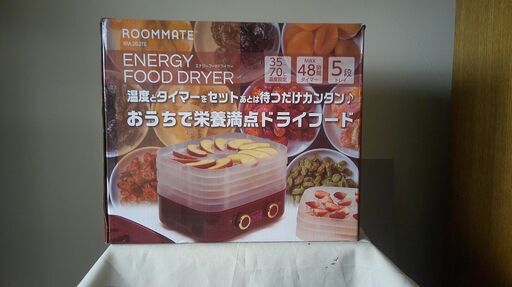 ROOMMATE
ENERGY
エナジーフードドライヤー
FOOD DRYER
35
70℃
温度設定
MAX
48時間
タイマー
5段
トレイ
温度とタイマーをセットあとは待つだけカンタン♪
おうちで栄養満点ドライフード